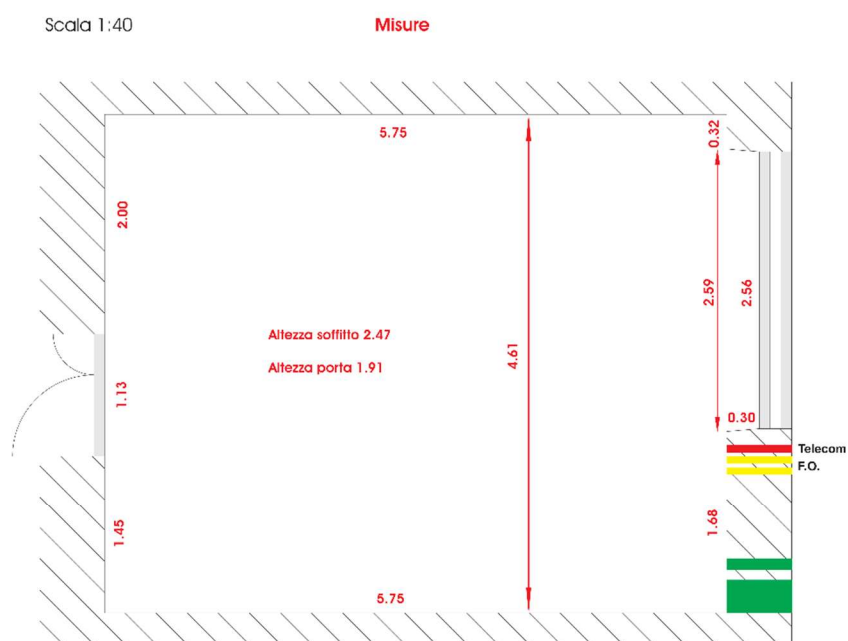 Scala 1:40
Misure
5.75
0.32
2.00
2.59
2.56
Altezza soffitto 2.47
4.61
Altezza porta 1.91
1.13
0.30
Telecom
F.O.
1.45
1.68
5.75